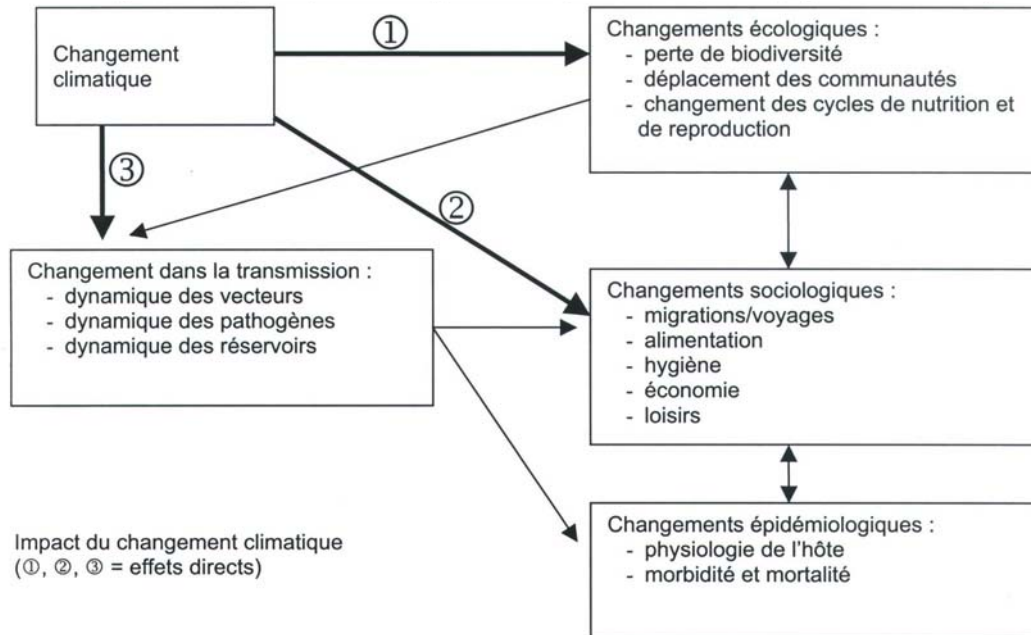 Changement
climatique
①
Changements écologiques :
- perte de biodiversité
- déplacement des communautés
- changement des cycles de nutrition et
de reproduction
③
②
Changement dans la transmission :
- dynamique des vecteurs
- dynamique des pathogènes
- dynamique des réservoirs
Changements sociologiques :
- migrations/voyages
- alimentation
- hygiène
- économie
- loisirs
Changements épidémiologiques :
- physiologie de l'hôte
- morbidité et mortalité
Impact du changement climatique
(①, ②, ③ = effets directs)